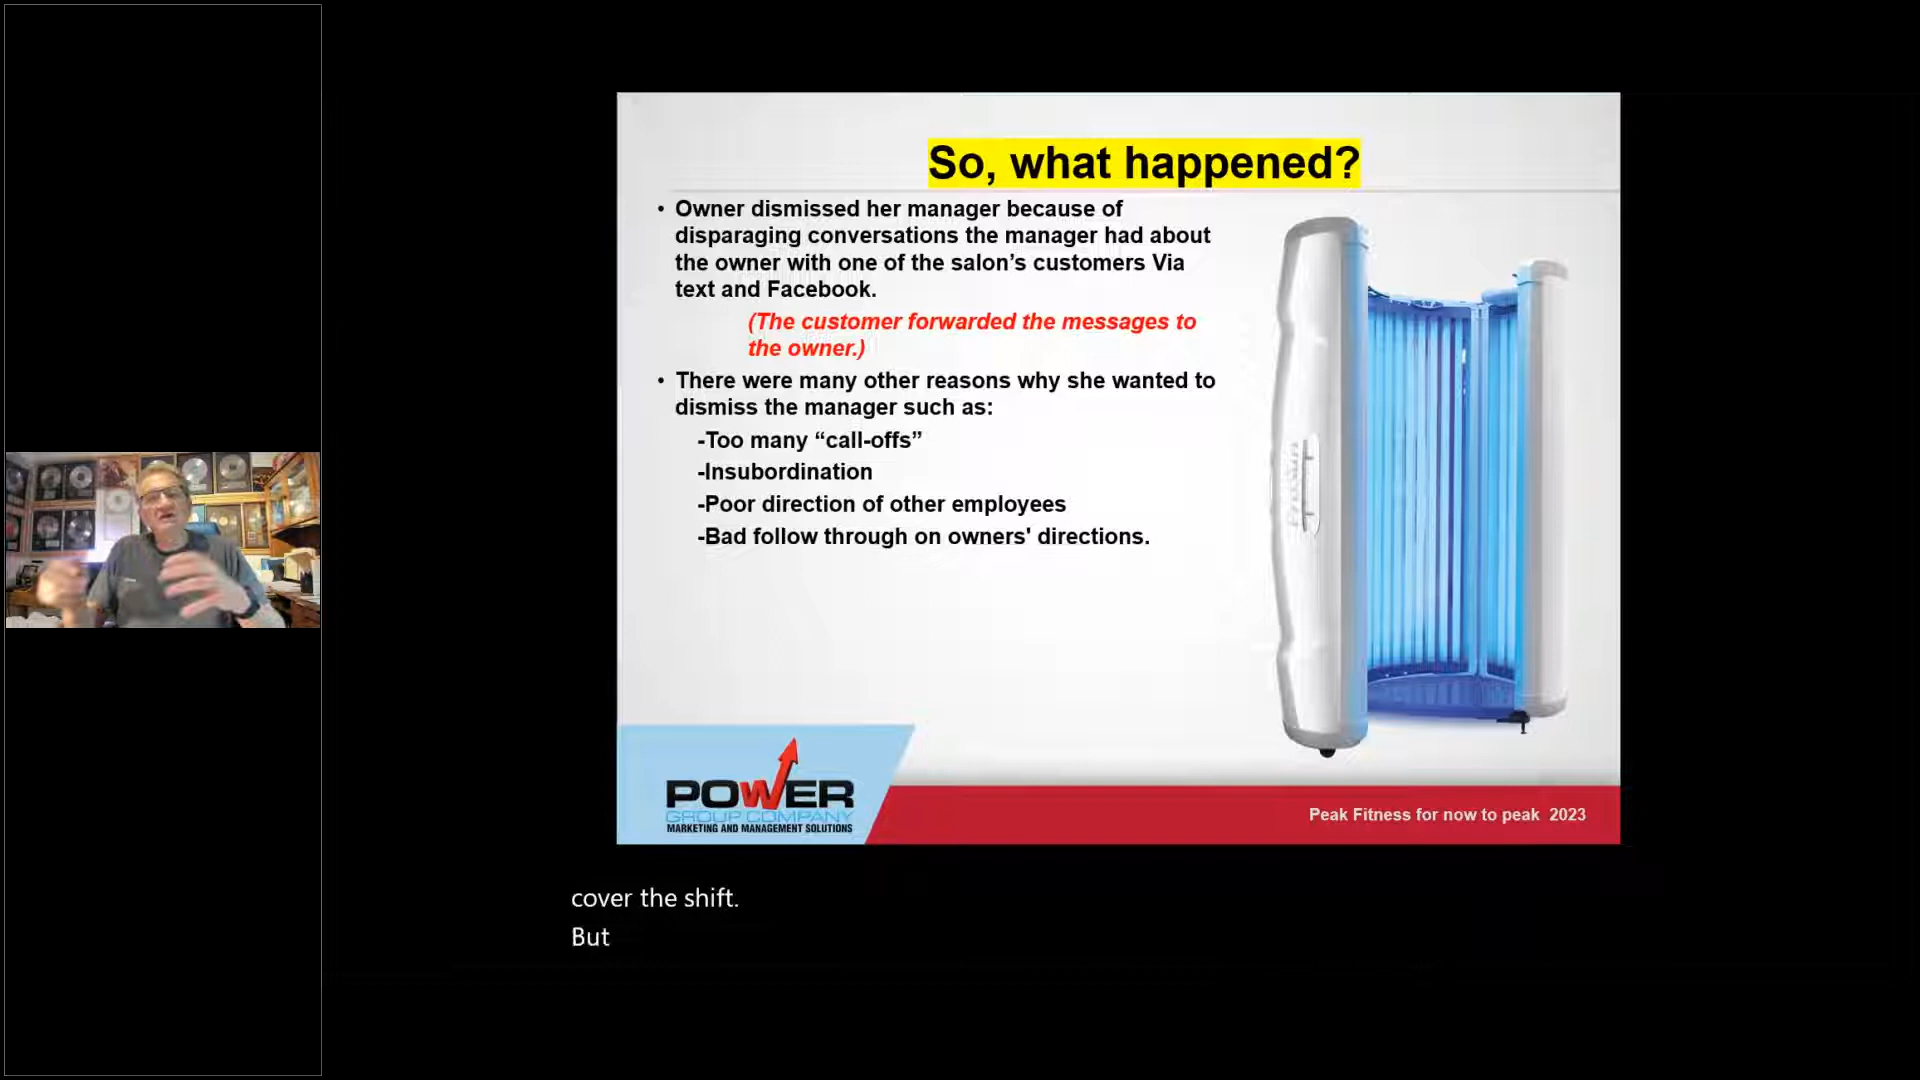 So, what happened?
• Owner dismissed her manager because of
disparaging conversations the manager had about
the owner with one of the salon’s customers Via
text and Facebook.
(The customer forwarded the messages to
the owner.)
• There were many other reasons why she wanted to
dismiss the manager such as:
-Too many “call-offs”
-Insubordination
-Poor direction of other employees
-Bad follow through on owners' directions.
POWER
GROUP COMPANY
MARKETING AND MANAGEMENT SOLUTIONS
Peak Fitness for now to peak 2023
cover the shift.
But